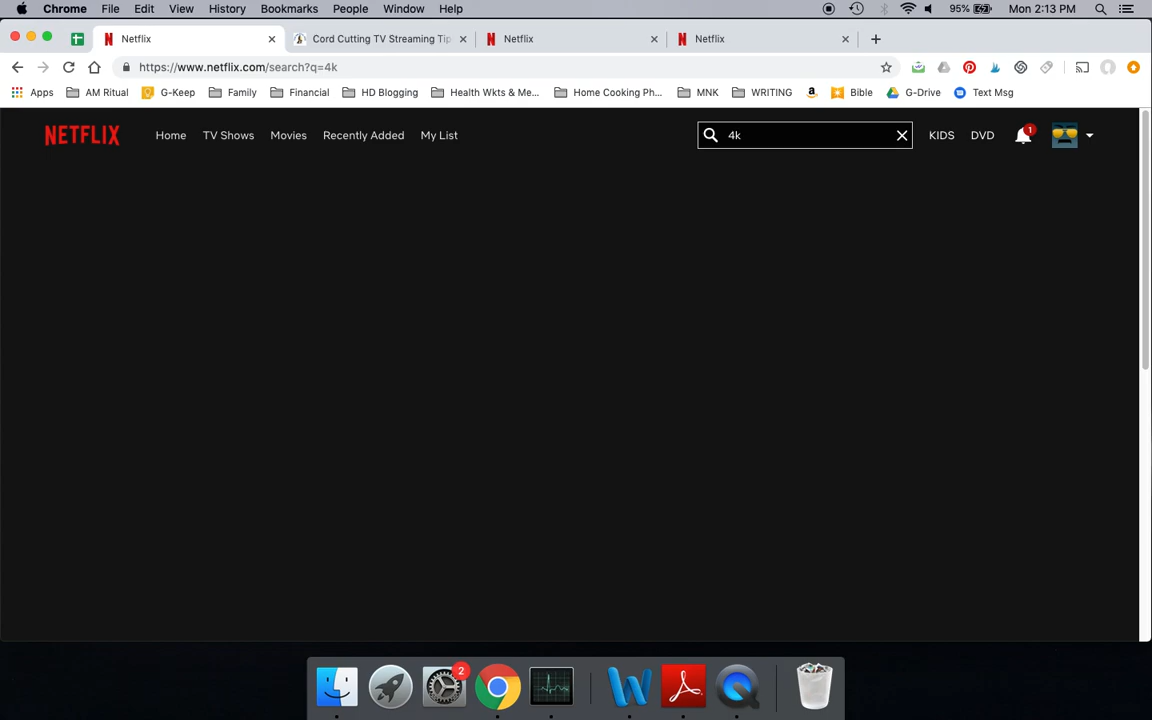 Chrome File Edit View History Bookmarks People Window Help 95% Mon 2:13 PM
Netflix Cord Cutting TV Streaming Tip Netflix Netflix
https://www.netflix.com/search?q=4k
Apps AM Ritual G-Keep Family Financial HD Blogging Health Wkts & Me... Home Cooking Ph... MNK WRITING Bible G-Drive Text Msg
NETFLIX Home TV Shows Movies Recently Added My List 4k KIDS DVD 1
2